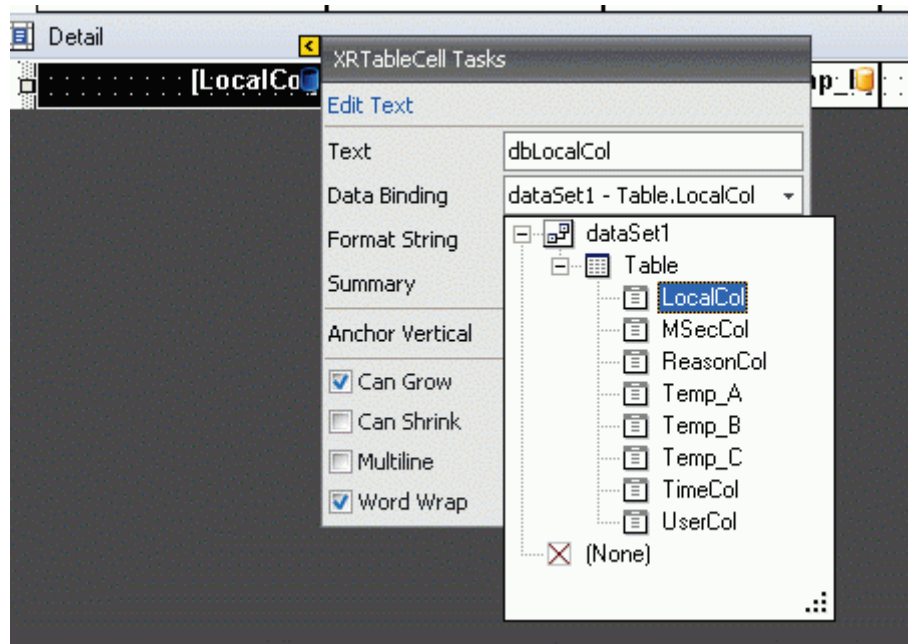 Detail
XRTableCell Tasks
[LocalCo
mp_
Edit Text
Text dbLocalCol
Data Binding dataSet1 - Table.LocalCol
Format String
Summary
Anchor Vertical
Can Grow
Can Shrink
Multiline
Word Wrap
dataSet1
Table
LocalCol
MSecCol
ReasonCol
Temp_A
Temp_B
Temp_C
TimeCol
UserCol
(None)